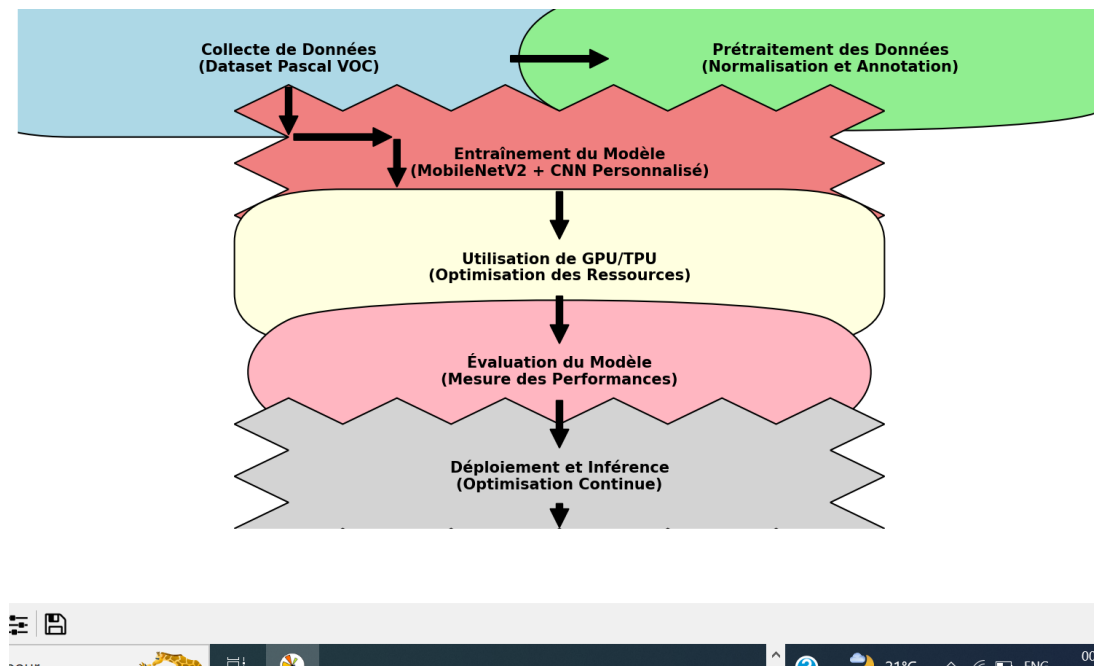 Collecte de Données
(Dataset Pascal VOC)
Prétraitement des Données
(Normalisation et Annotation)
Entraînement du Modèle
(MobileNetV2 + CNN Personnalisé)
Utilisation de GPU/TPU
(Optimisation des Ressources)
Évaluation du Modèle
(Mesure des Performances)
Déploiement et Inférence
(Optimisation Continue)
21°C
ENG
00